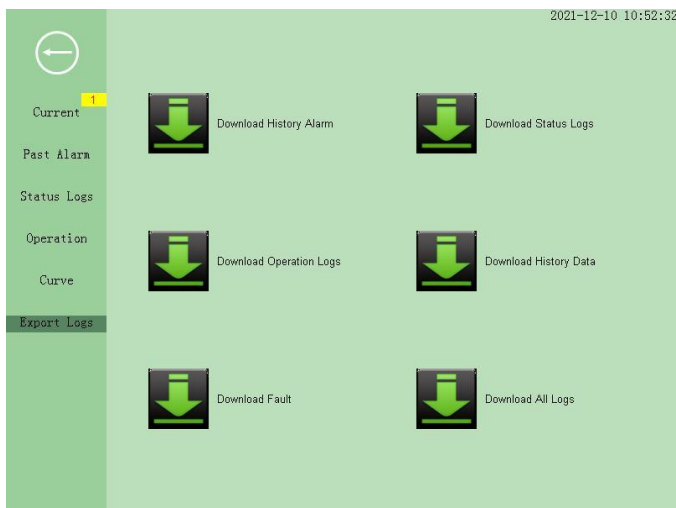 2021-12-10 10:52:32
1
Current
Past Alarm
Status Logs
Operation
Curve
Export Logs
Download History Alarm
Download Status Logs
Download Operation Logs
Download History Data
Download Fault
Download All Logs